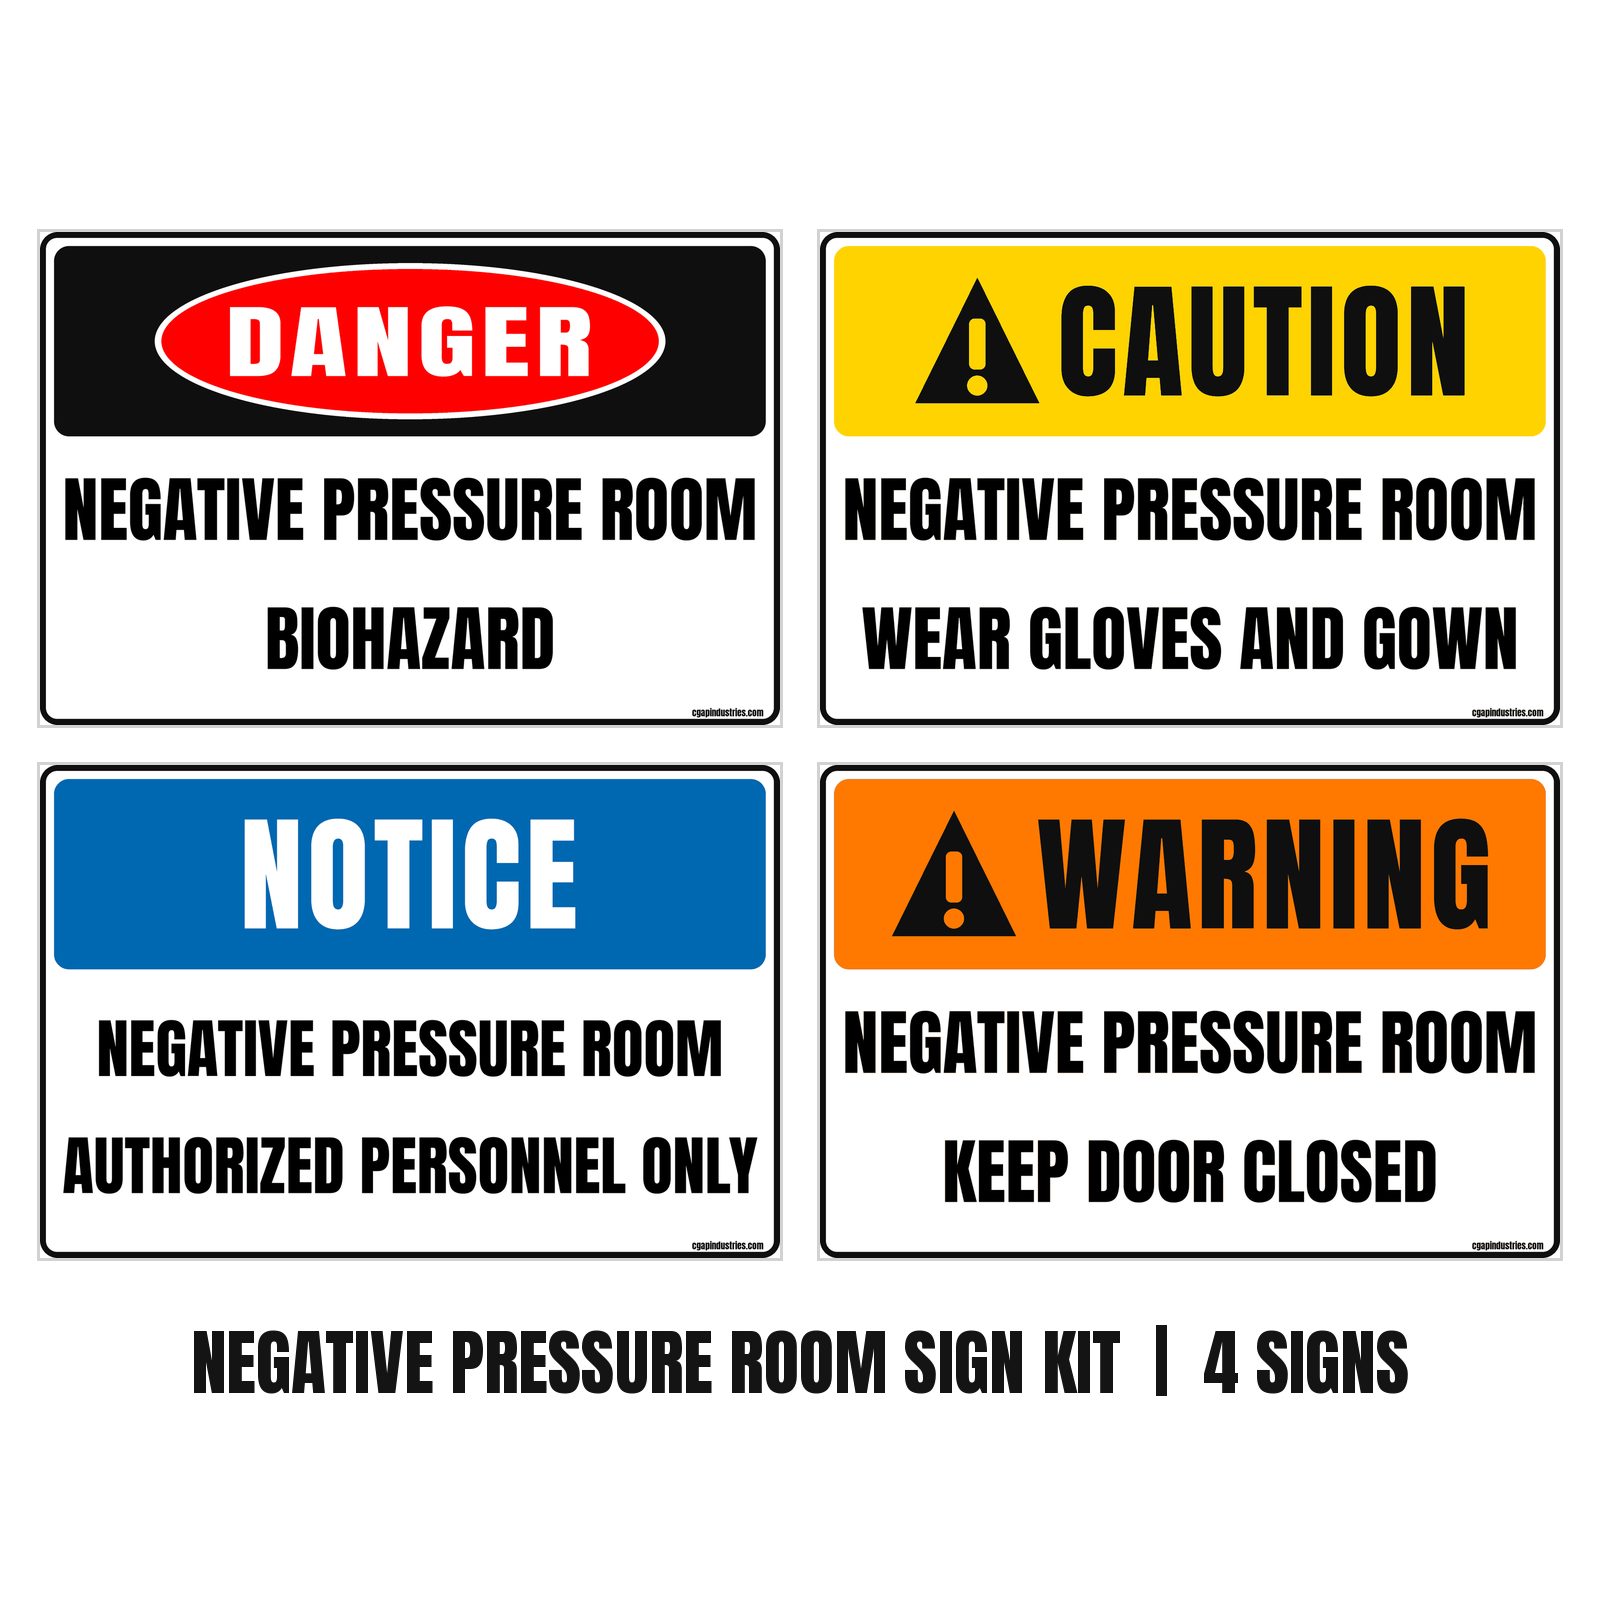 DANGER
NEGATIVE PRESSURE ROOM
BIOHAZARD
cgapindustries.com
CAUTION
NEGATIVE PRESSURE ROOM
WEAR GLOVES AND GOWN
cgapindustries.com
NOTICE
NEGATIVE PRESSURE ROOM
AUTHORIZED PERSONNEL ONLY
cgapindustries.com
WARNING
NEGATIVE PRESSURE ROOM
KEEP DOOR CLOSED
cgapindustries.com
NEGATIVE PRESSURE ROOM SIGN KIT | 4 SIGNS